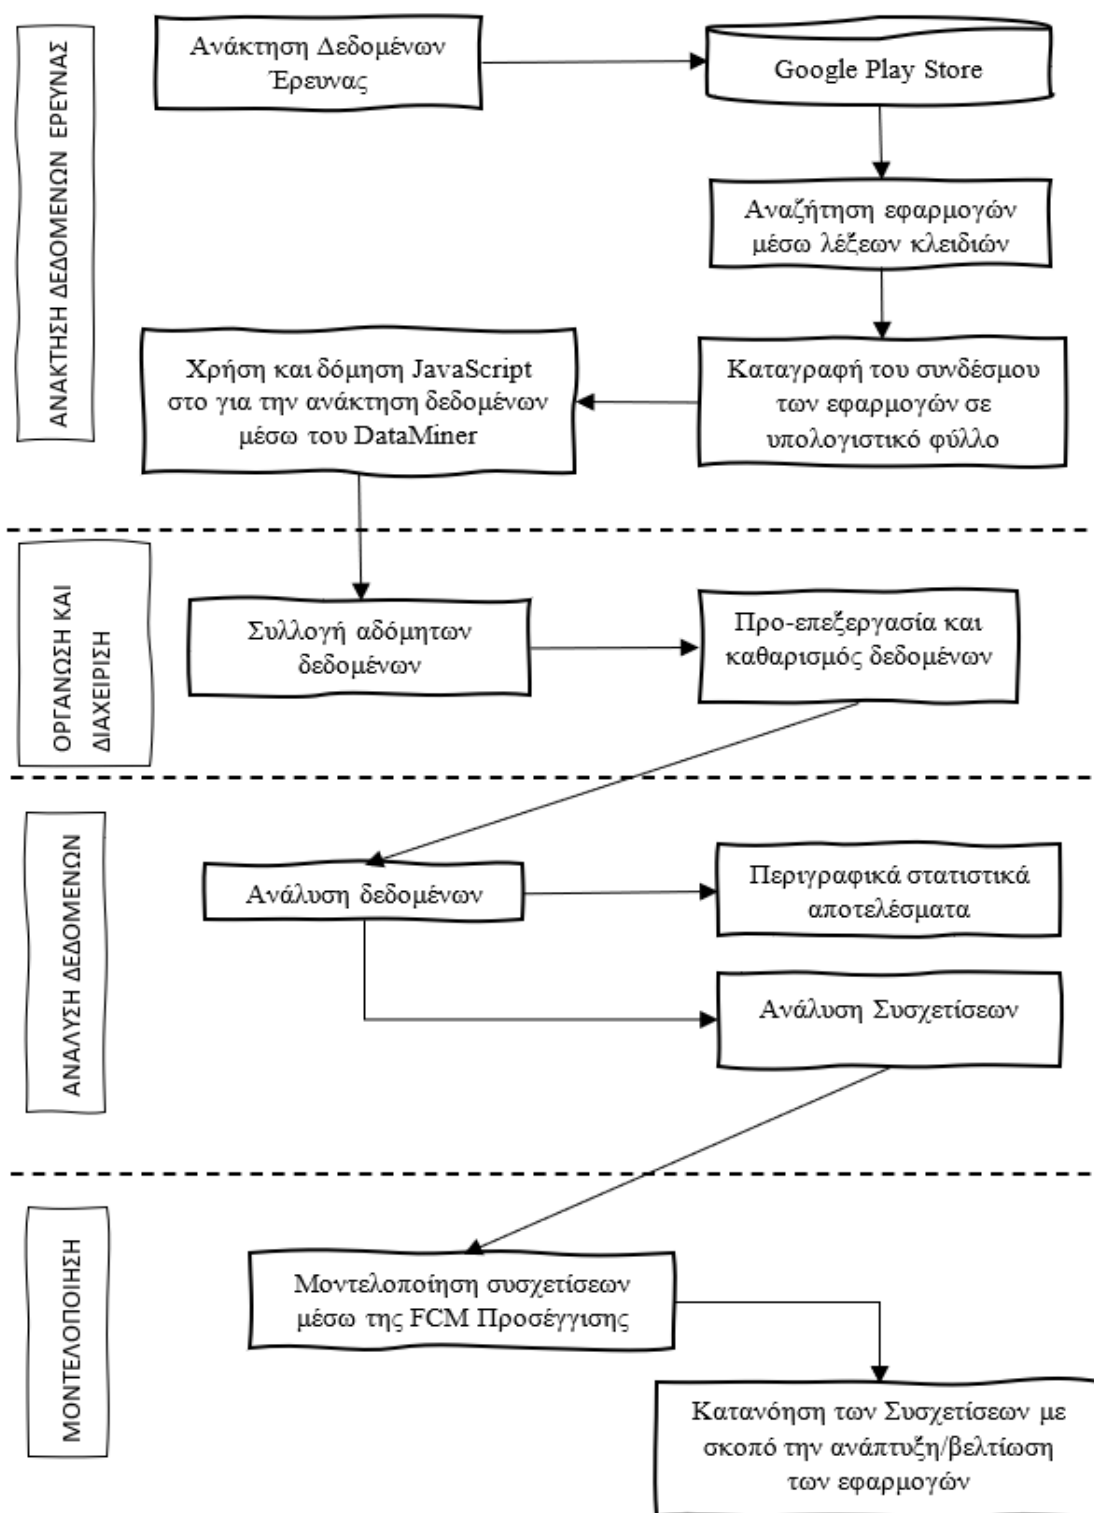 ΑΝΑΚΤΗΣΗ ΔΕΔΟΜΕΝΩΝ ΕΡΕΥΝΑΣ
Ανάκτηση Δεδομένων
Έρευνας
Google Play Store
Αναζήτηση εφαρμογών
μέσω λέξεων κλειδιών
Καταγραφή του συνδέσμου
των εφαρμογών σε
υπολογιστικό φύλλο
Χρήση και δόμηση JavaScript
στο για την ανάκτηση δεδομένων
μέσω του DataMiner
ΟΡΓΑΝΩΣΗ ΚΑΙ
ΔΙΑΧΕΙΡΙΣΗ
Συλλογή αδόμητων
δεδομένων
Προ-επεξεργασία και
καθαρισμός δεδομένων
ΑΝΑΛΥΣΗ ΔΕΔΟΜΕΝΩΝ
Ανάλυση δεδομένων
Περιγραφικά στατιστικά
αποτελέσματα
Ανάλυση Συσχετίσεων
ΜΟΝΤΕΛΟΠΟΙΗΣΗ
Μοντελοποίηση συσχετίσεων
μέσω της FCM Προσέγγισης
Κατανόηση των Συσχετίσεων με
σκοπό την ανάπτυξη/βελτίωση
των εφαρμογών